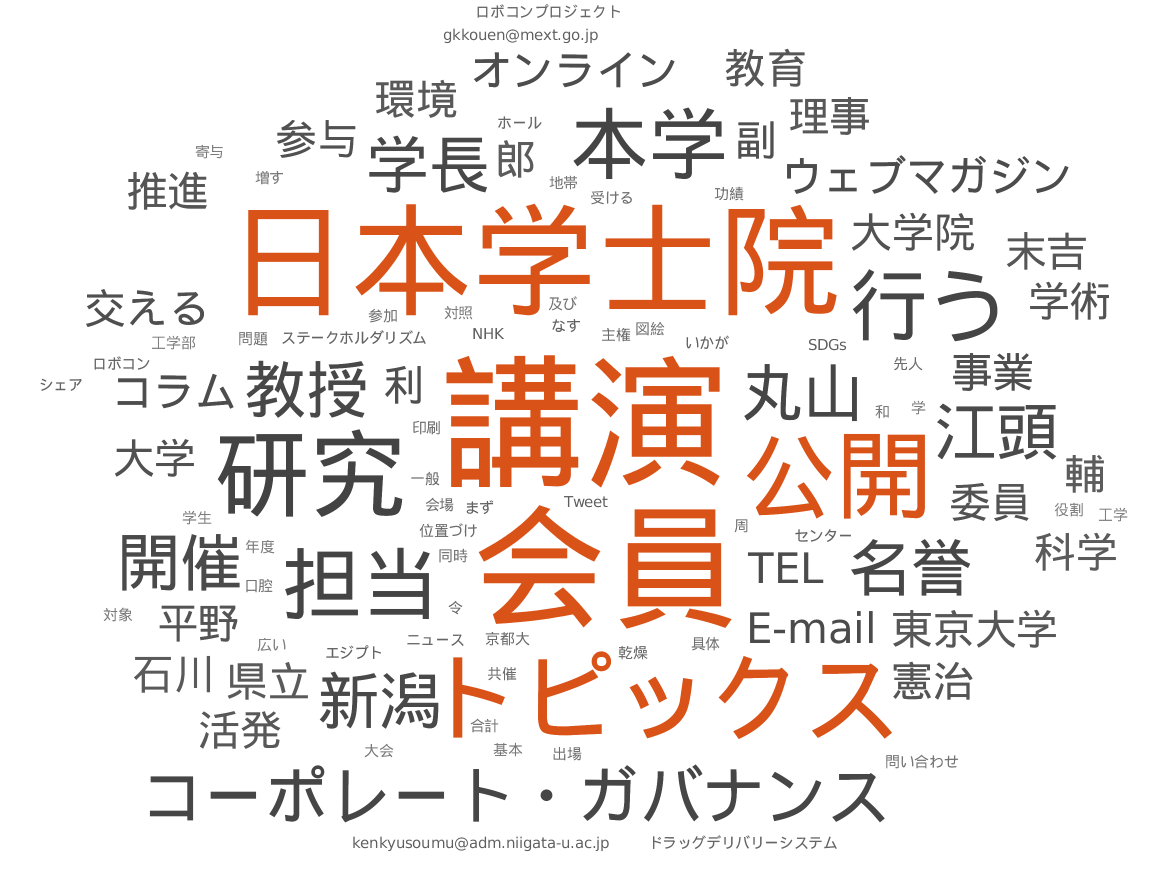 ロボコンプロジェクト
gkkouen@mext.go.jp
オンライン
教育
環境
理事
参与
ホール
本学
副
学長
郎
寄与
増す
地帯
受ける
功績
ウェブマガジン
推進
日本学士院
大学院
末吉
行う
学術
交える
参加
対照
及び
なす
主権
図絵
いかが
SDGs
工学部
問題
ステークホルダリズム
NHK
ロボコン
シェア
コラム
教授
利
講演
丸山
先人
事業
和
学
江頭
印刷
大学
研究
公開
一般
会場
まず
Tweet
委員
輔
役割
工学
学生
位置づけ
周
センター
年度
開催
同時
会員
TEL
名誉
科学
口腔
担当
令
対象
平野
E-mail
東京大学
広い
エジプト
ニュース
京都大
乾燥
具体
石川
県立
新潟
共催
トピックス
憲治
活発
合計
大会
基本
出場
問い合わせ
コーポレート・ガバナンス
kenkyusoumu@adm.niigata-u.ac.jp
ドラッグデリバリーシステム